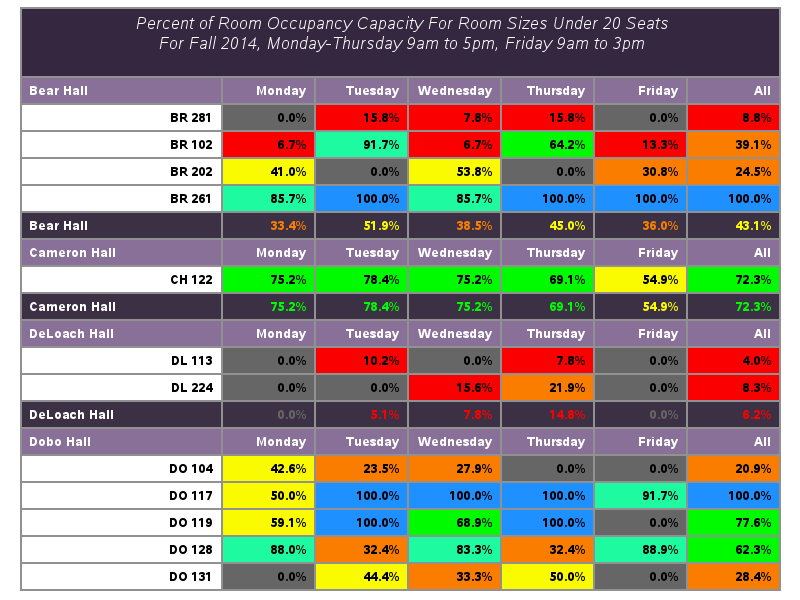 Percent of Room Occupancy Capacity For Room Sizes Under 20 Seats
For Fall 2014, Monday-Thursday 9am to 5pm, Friday 9am to 3pm
Bear Hall Monday Tuesday Wednesday Thursday Friday All
BR 281 0.0% 15.8% 7.8% 15.8% 0.0% 8.8%
BR 102 6.7% 91.7% 6.7% 64.2% 13.3% 39.1%
BR 202 41.0% 0.0% 53.8% 0.0% 30.8% 24.5%
BR 261 85.7% 100.0% 85.7% 100.0% 100.0% 100.0%
Bear Hall 33.4% 51.9% 38.5% 45.0% 36.0% 43.1%
Cameron Hall Monday Tuesday Wednesday Thursday Friday All
CH 122 75.2% 78.4% 75.2% 69.1% 54.9% 72.3%
Cameron Hall 75.2% 78.4% 75.2% 69.1% 54.9% 72.3%
DeLoach Hall Monday Tuesday Wednesday Thursday Friday All
DL 113 0.0% 10.2% 0.0% 7.8% 0.0% 4.0%
DL 224 0.0% 0.0% 15.6% 21.9% 0.0% 8.3%
DeLoach Hall 0.0% 5.1% 7.8% 14.8% 0.0% 6.2%
Dobo Hall Monday Tuesday Wednesday Thursday Friday All
DO 104 42.6% 23.5% 27.9% 0.0% 0.0% 20.9%
DO 117 50.0% 100.0% 100.0% 100.0% 91.7% 100.0%
DO 119 59.1% 100.0% 68.9% 100.0% 0.0% 77.6%
DO 128 88.0% 32.4% 83.3% 32.4% 88.9% 62.3%
DO 131 0.0% 44.4% 33.3% 50.0% 0.0% 28.4%